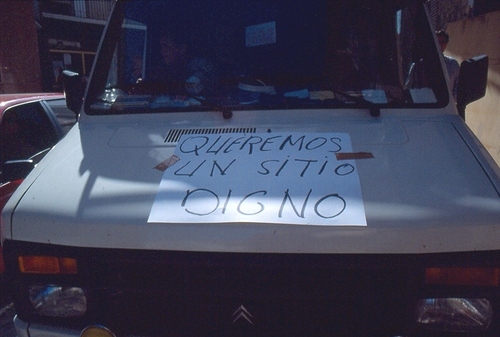 QUEREMOS
UN SITIO
DIGNO